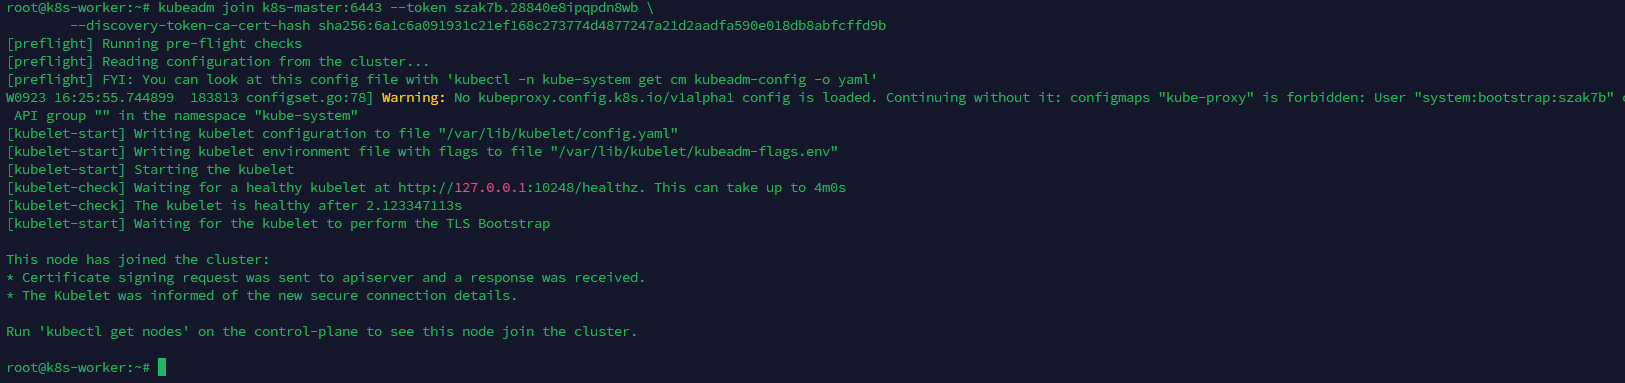 root@k8s-worker:~# kubeadm join k8s-master:6443 --token szak7b.28840e8ipqpdn8wb \
        --discovery-token-ca-cert-hash sha256:6a1c6a091931c21ef168c273774d4877247a21d2aadfa590e018db8abfcffd9b
[preflight] Running pre-flight checks
[preflight] Reading configuration from the cluster...
[preflight] FYI: You can look at this config file with 'kubectl -n kube-system get cm kubeadm-config -o yaml'
W0923 16:25:55.744899  183813 configset.go:78] Warning: No kubeproxy.config.k8s.io/v1alpha1 config is loaded. Continuing without it: configmaps "kube-proxy" is forbidden: User "system:bootstrap:szak7b"
 API group "" in the namespace "kube-system"
[kubelet-start] Writing kubelet configuration to file "/var/lib/kubelet/config.yaml"
[kubelet-start] Writing kubelet environment file with flags to file "/var/lib/kubelet/kubeadm-flags.env"
[kubelet-start] Starting the kubelet
[kubelet-check] Waiting for a healthy kubelet at http://127.0.0.1:10248/healthz. This can take up to 4m0s
[kubelet-check] The kubelet is healthy after 2.123347113s
[kubelet-start] Waiting for the kubelet to perform the TLS Bootstrap

This node has joined the cluster:
* Certificate signing request was sent to apiserver and a response was received.
* The Kubelet was informed of the new secure connection details.

Run 'kubectl get nodes' on the control-plane to see this node join the cluster.

root@k8s-worker:~#